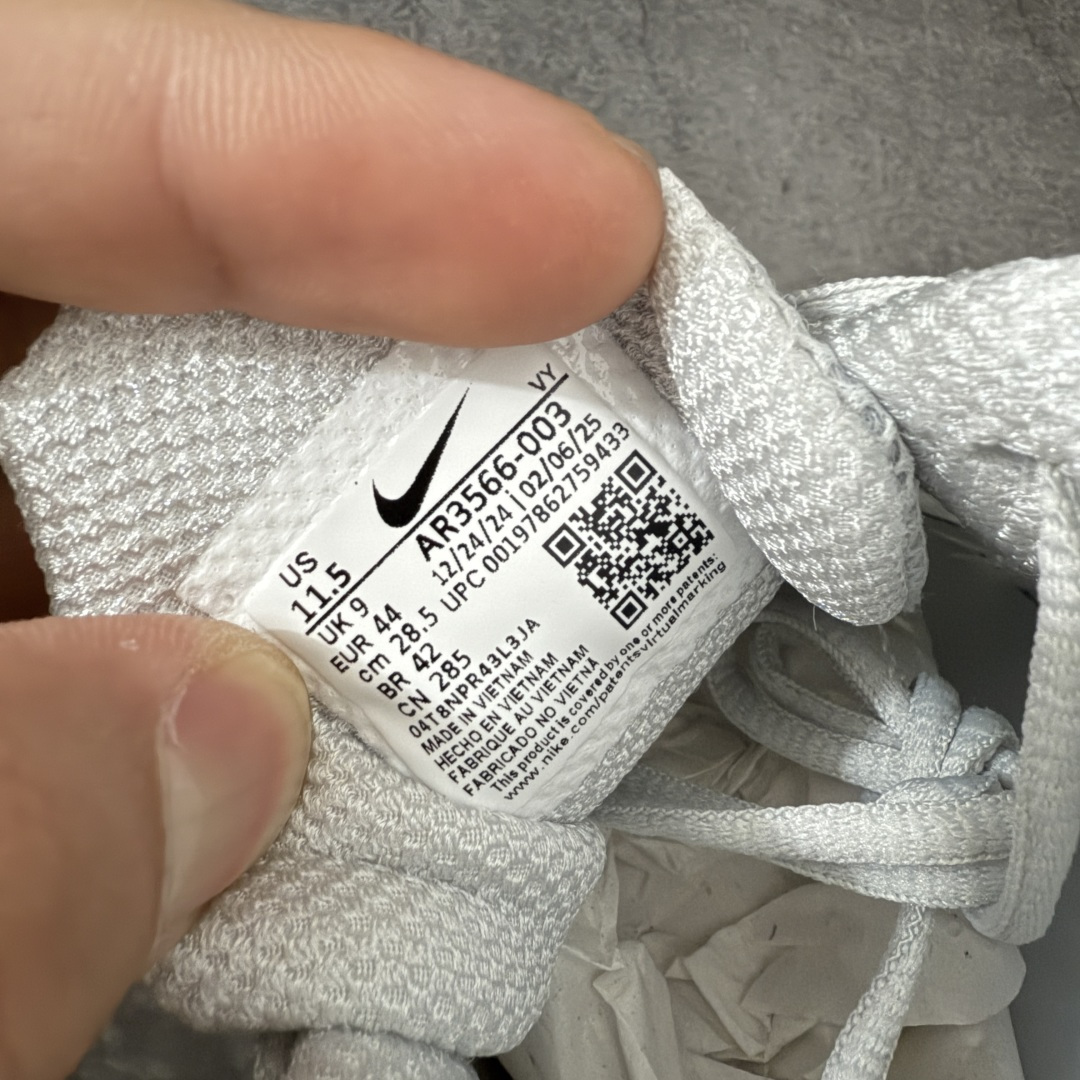 VY
US
11.5
AR3566-003
12/24/24 | 02/06/25
UPC 00197862759433
UK 9
EUR 44
cm 28.5
BR 42
CN 285
04T8NPR43L3JA
MADE IN VIETNAM
HECHO EN VIETNAM
FABRIQUE AU VIETNAM
FABRICADO NO VIETNÃ
This product is covered by one or more patents:
www.nike.com/patentsvirtualmarking